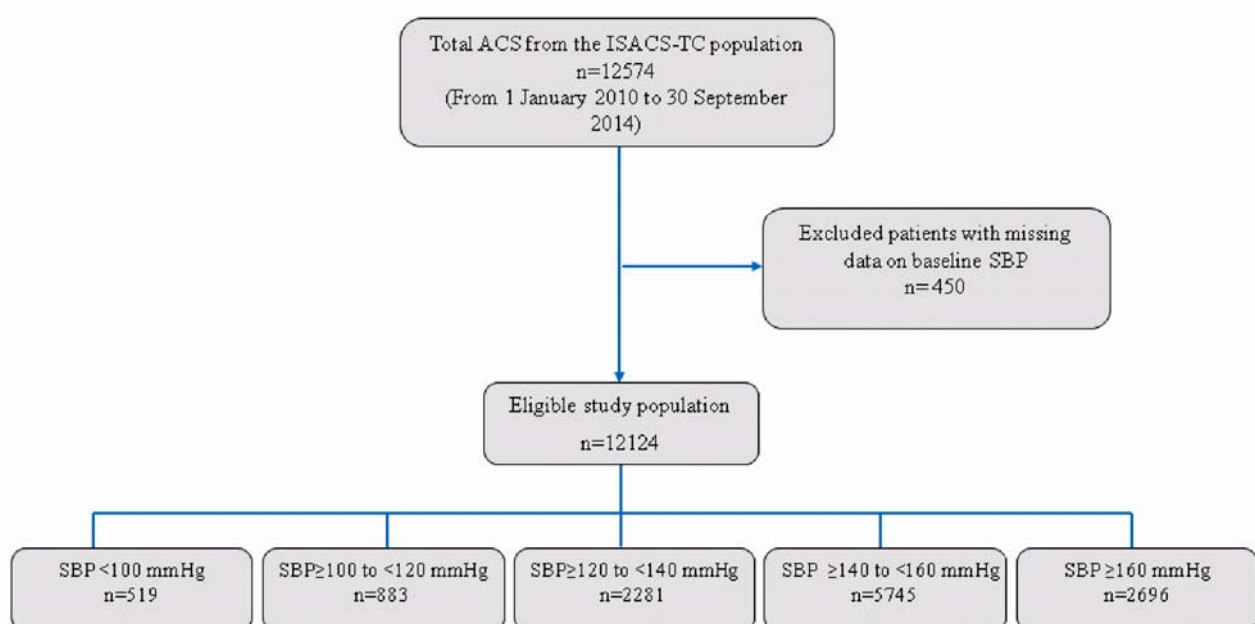 Total ACS from the ISACS-TC population
n=12574
(From 1 January 2010 to 30 September
2014)
Excluded patients with missing
data on baseline SBP
n=450
Eligible study population
n=12124
SBP <100 mmHg
n=519
SBP≥100 to <120 mmHg
n=883
SBP≥120 to <140 mmHg
n=2281
SBP ≥140 to <160 mmHg
n=5745
SBP ≥160 mmHg
n=2696